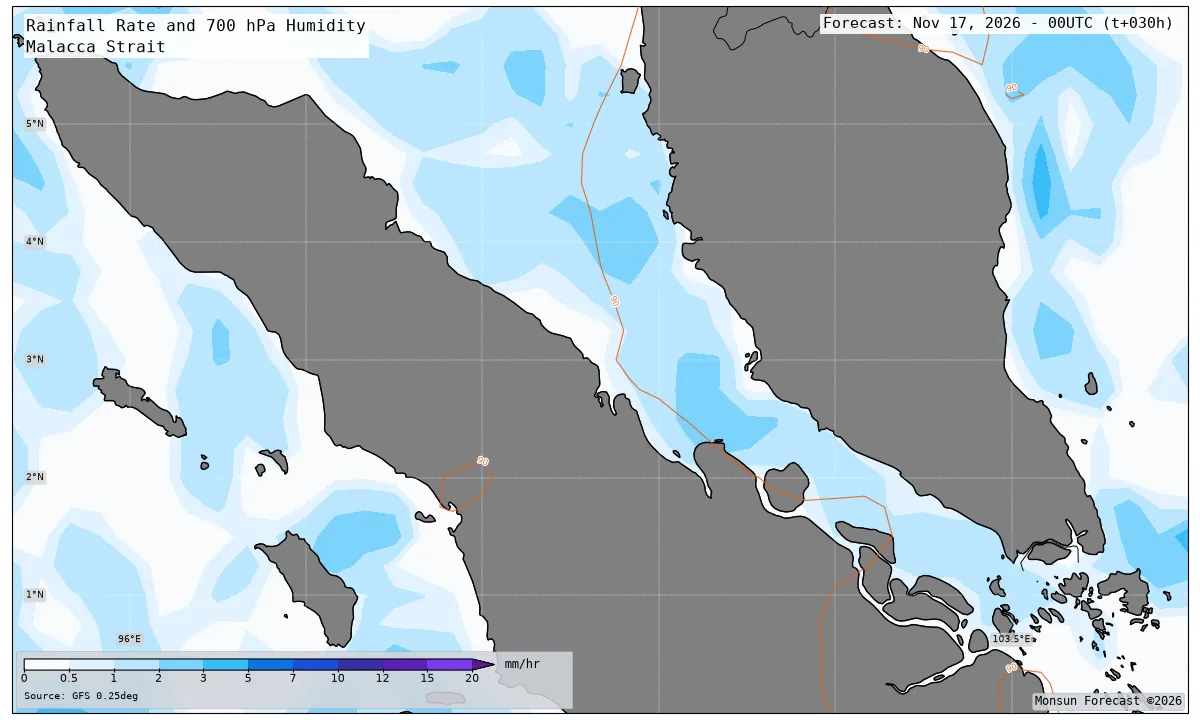 Rainfall Rate and 700 hPa Humidity
Malacca Strait
Forecast: Nov 17, 2026 - 00UTC (t+030h)
90
90
5°N
4°N
90
3°N
90
2°N
1°N
96°E
103.5°E
90
mm/hr
0 0.5 1 2 3 5 7 10 12 15 20
Source: GFS 0.25deg
Monsun Forecast ©2026